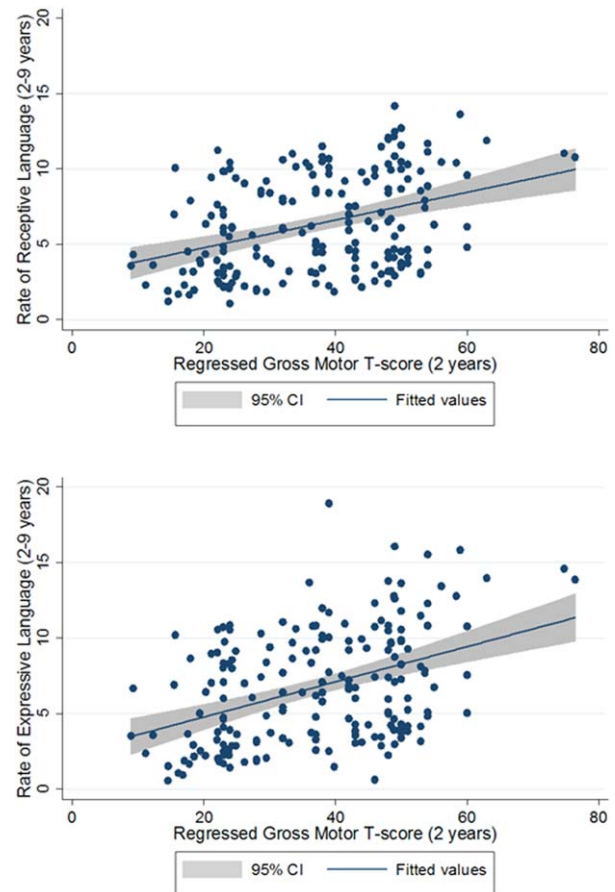 Rate of Receptive Language (2-9 years)
20
15
10
5
0
0 20 40 60 80
Regressed Gross Motor T-score (2 years)
95% CI Fitted values
Rate of Expressive Language (2-9 years)
20
15
10
5
0
0 20 40 60 80
Regressed Gross Motor T-score (2 years)
95% CI Fitted values